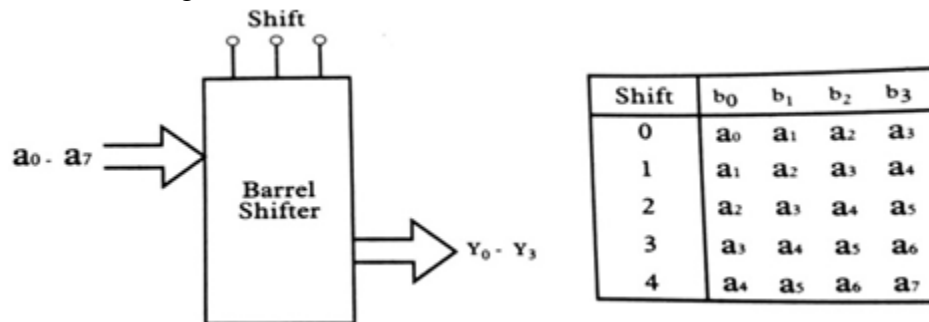 Shift
a0 - a7
Barrel
Shifter
Y0 - Y3
Shift b0 b1 b2 b3
0 a0 a1 a2 a3
1 a1 a2 a3 a4
2 a2 a3 a4 a5
3 a3 a4 a5 a6
4 a4 a5 a6 a7